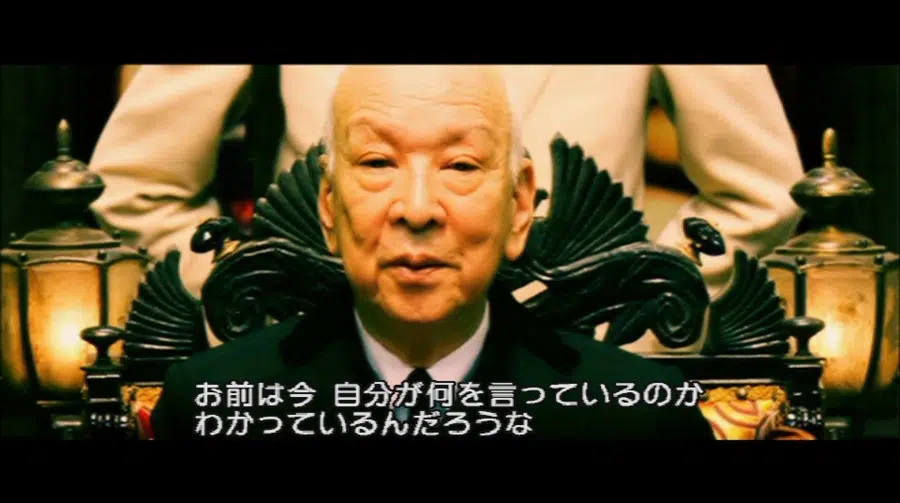 お前は今 自分が何を言っているのか
わかっているんだろうな